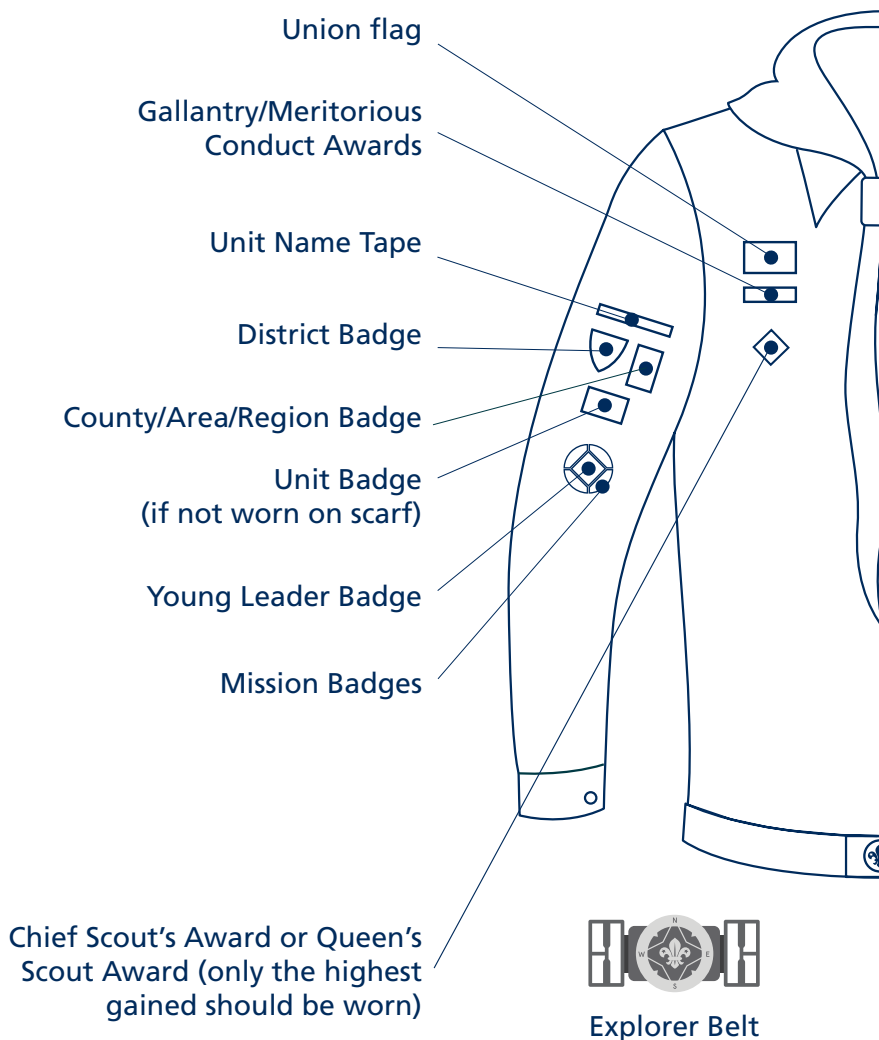 Union flag
Gallantry/Meritorious
Conduct Awards
Unit Name Tape
District Badge
County/Area/Region Badge
Unit Badge
(if not worn on scarf)
Young Leader Badge
Mission Badges
Chief Scout's Award or Queen's
Scout Award (only the highest
gained should be worn)
N
W
E
S
Explorer Belt